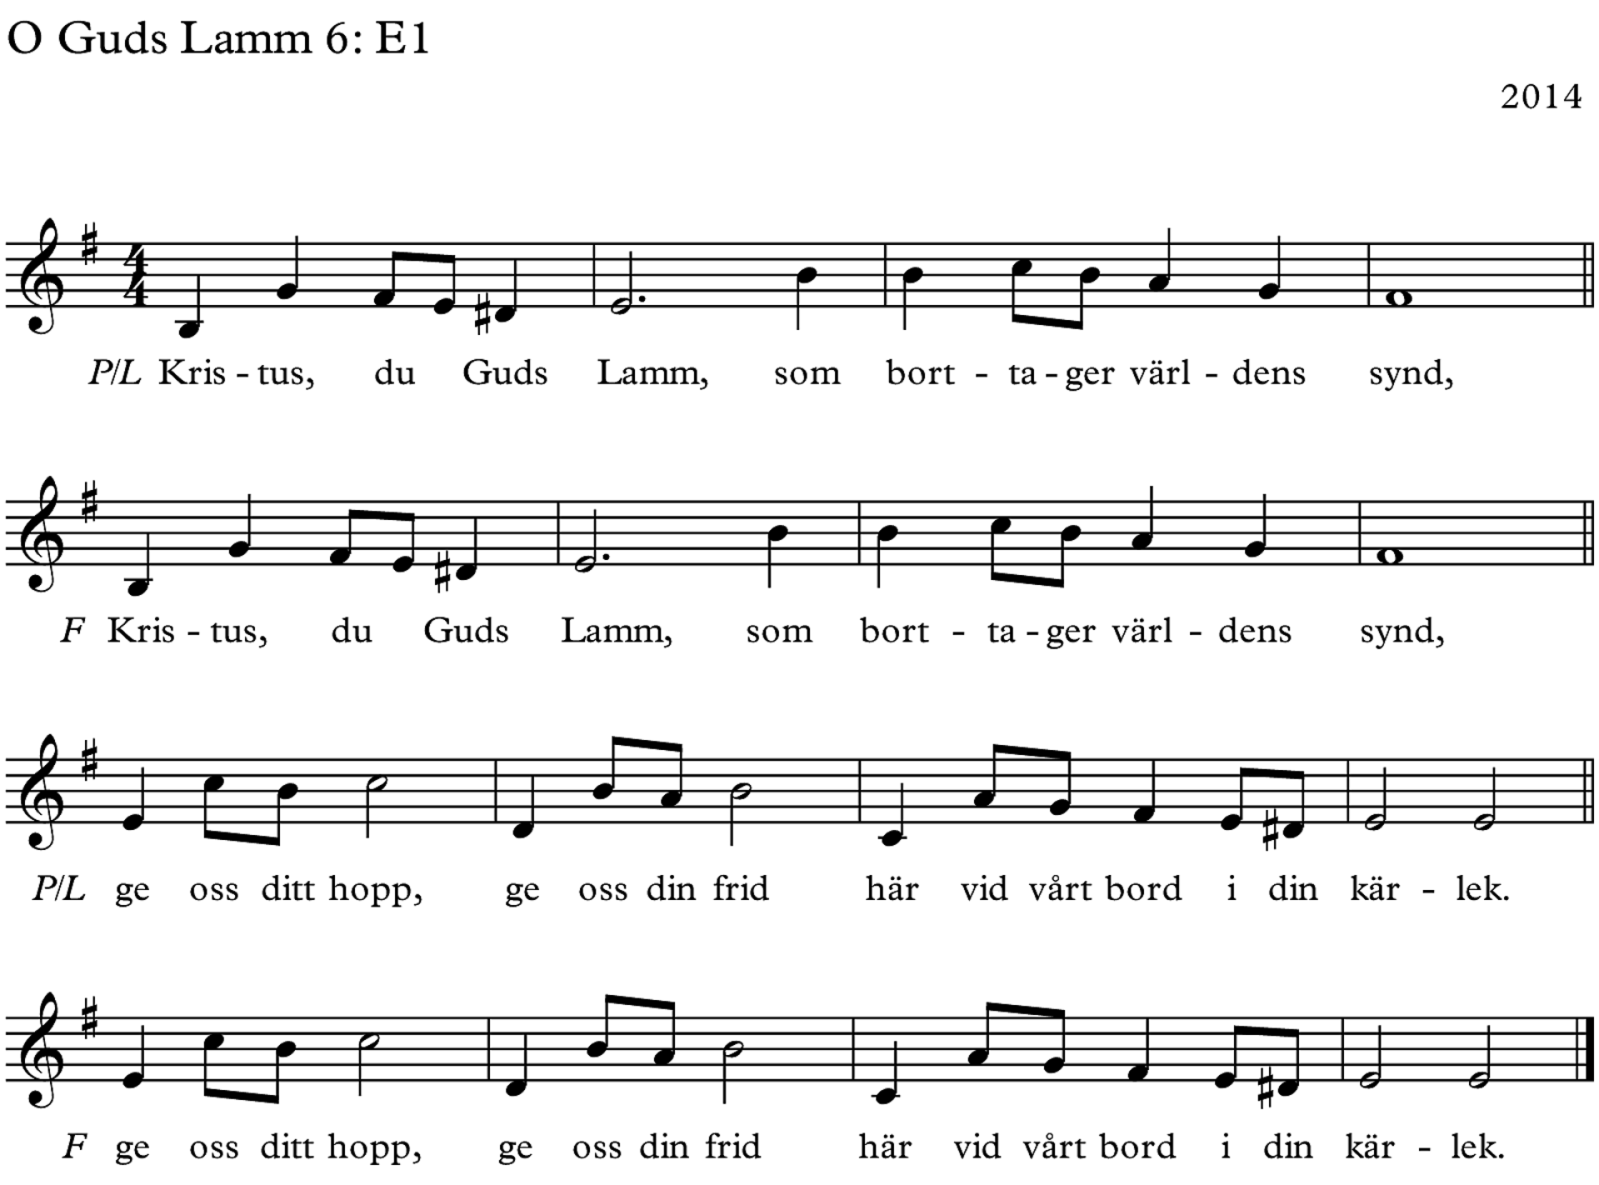 O Guds Lamm 6: E1
2014
4
4
P/L Kris - tus, du Guds Lamm, som bort - ta - ger värl - dens synd,
F Kris - tus, du Guds Lamm, som bort - ta - ger värl - dens synd,
P/L ge oss ditt hopp, ge oss din frid här vid vårt bord i din kär - lek.
F ge oss ditt hopp, ge oss din frid här vid vårt bord i din kär - lek.